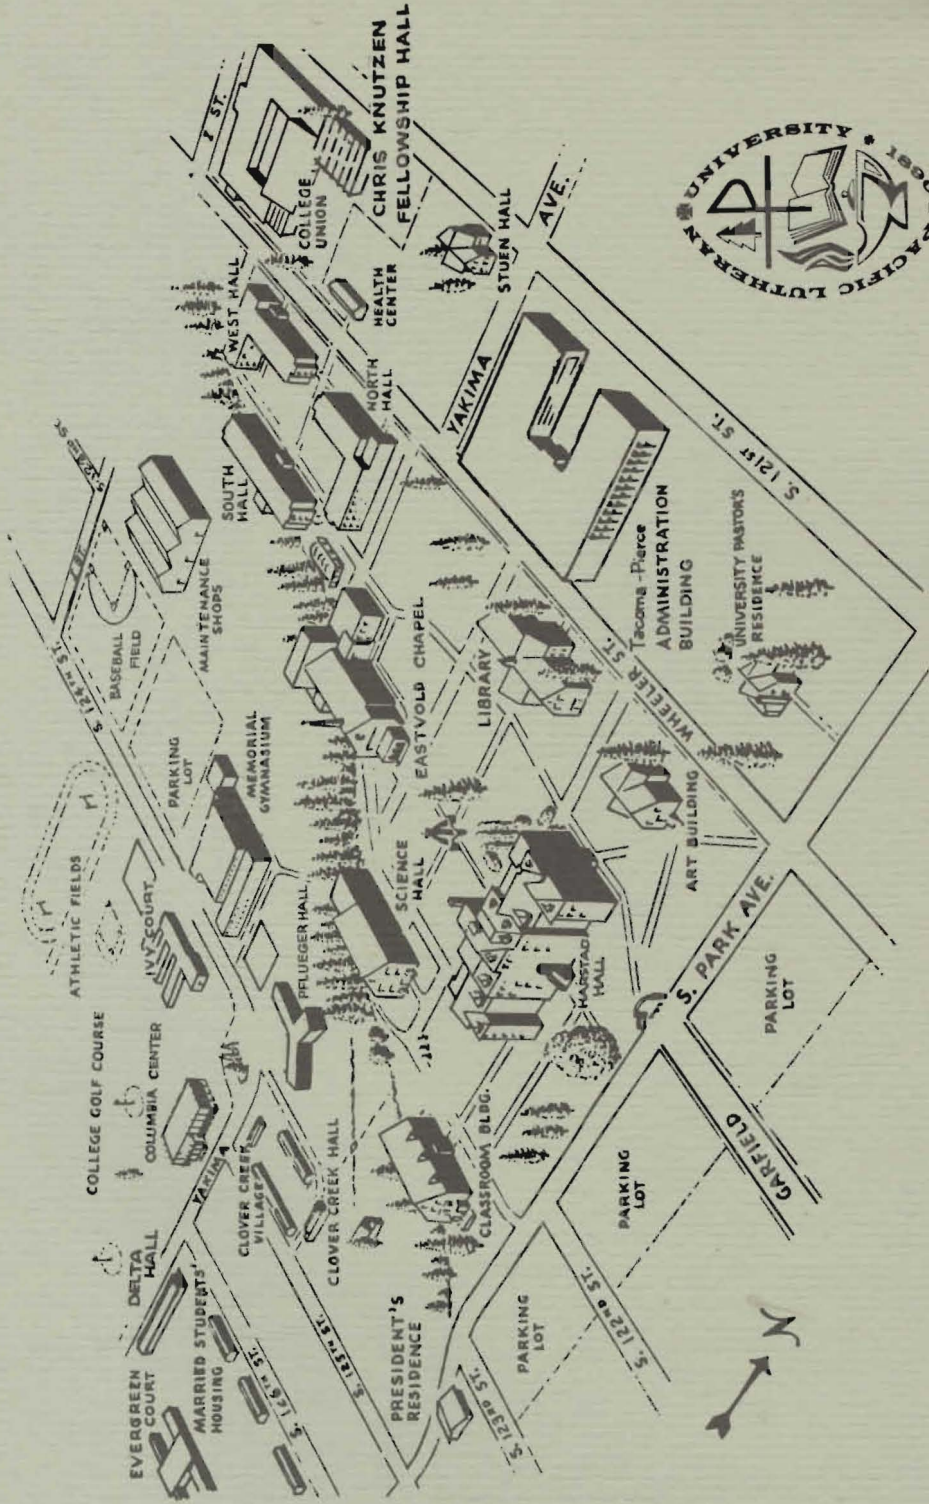 EVERGREEN
COURT
MARRIED STUDENTS'
HOUSING
DELTA
HALL
COLLEGE GOLF COURSE
COLUMBIA CENTER
ATHLETIC FIELDS
IVY COURT
YAKIMA
CLOVER CREEK
VILLAGE
CLOVER CREEK HALL
S. 146TH ST.
S. 125TH ST.
PRESIDENT'S
RESIDENCE
S. 123RD ST.
PARKING
LOT
S. 122ND ST.
PARKING
LOT
GARFIELD
PARKING
LOT
S. PARK AVE.
CLASSROOM BLDG.
HARSTAD
HALL
PFLUEGER HALL
SCIENCE
HALL
MEMORIAL
GYMNASIUM
PARKING
LOT
S. 124TH ST.
BASEBALL
FIELD
MAINTENANCE
SHOPS
EASTVOLD CHAPEL
LIBRARY
ART BUILDING
WHEELER ST.
SOUTH
HALL
NORTH
HALL
WEST HALL
COLLEGE
UNION
HEALTH
CENTER
CHRIS KNUTZEN
FELLOWSHIP HALL
STUEN HALL
YAKIMA
AVE.
Tacoma-Pierce
ADMINISTRATION
BUILDING
UNIVERSITY PASTOR'S
RESIDENCE
S. 121ST ST.
N
PACIFIC LUTHERAN UNIVERSITY